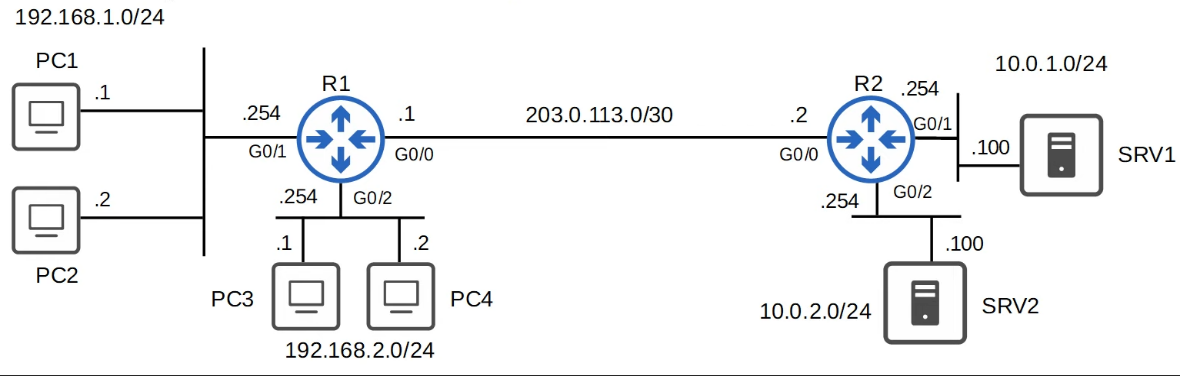 192.168.1.0/24
PC1
.1
.254
G0/1
R1
.1
G0/0
203.0.113.0/30
.2
G0/0
R2
.254
G0/1
10.0.1.0/24
.100
SRV1
.2
PC2
.254
G0/2
.1
.2
PC3
PC4
192.168.2.0/24
.254
G0/2
.100
10.0.2.0/24
SRV2